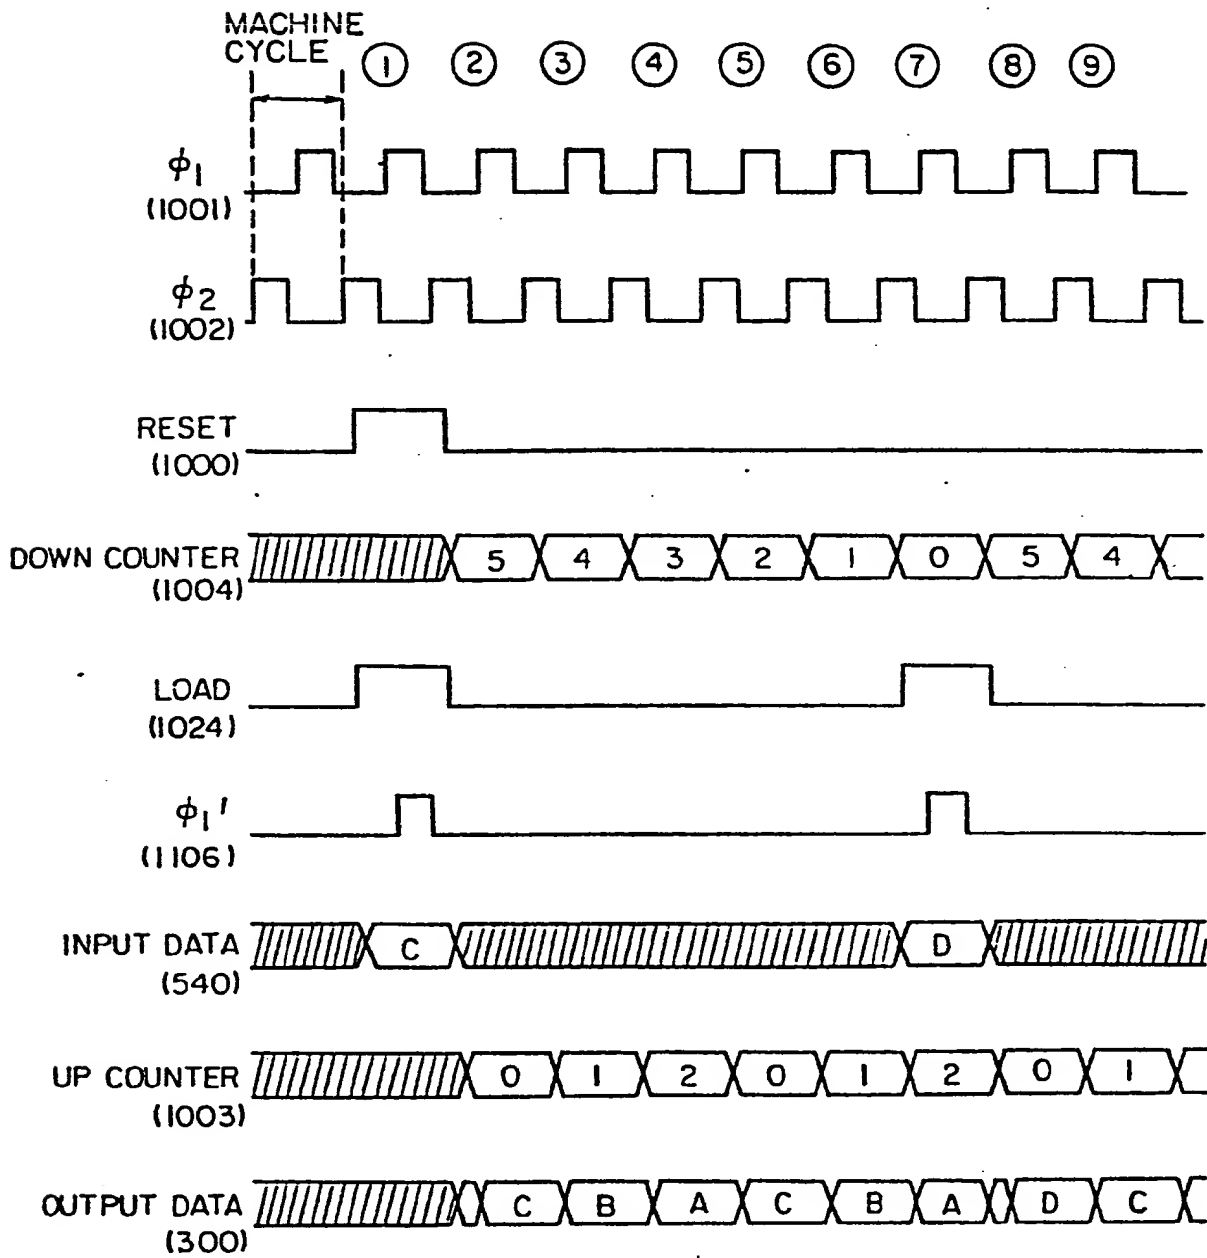 MACHINE
CYCLE
① ② ③ ④ ⑤ ⑥ ⑦ ⑧ ⑨
ϕ1
(1001)
ϕ2
(1002)
RESET
(1000)
DOWN COUNTER 5 4 3 2 1 0 5 4
(1004)
LOAD
(1024)
ϕ1'
(1106)
INPUT DATA C D
(540)
UP COUNTER 0 1 2 0 1 2 0 1
(1003)
OUTPUT DATA C B A C B A D C
(300)